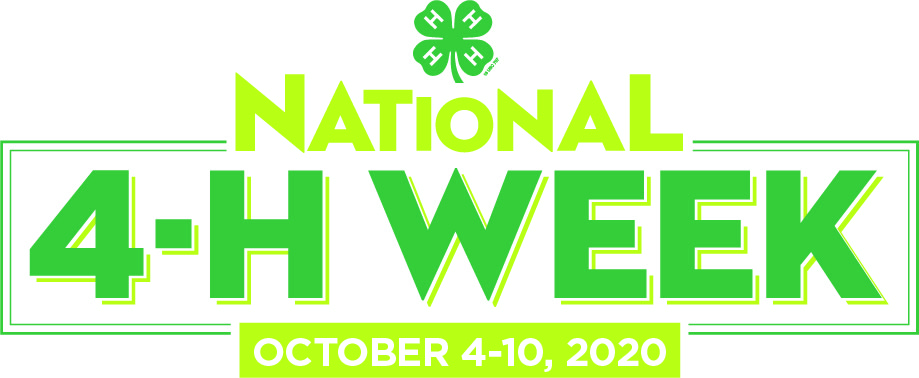 H H
H H
NATIONAL
4-H WEEK
OCTOBER 4-10, 2020